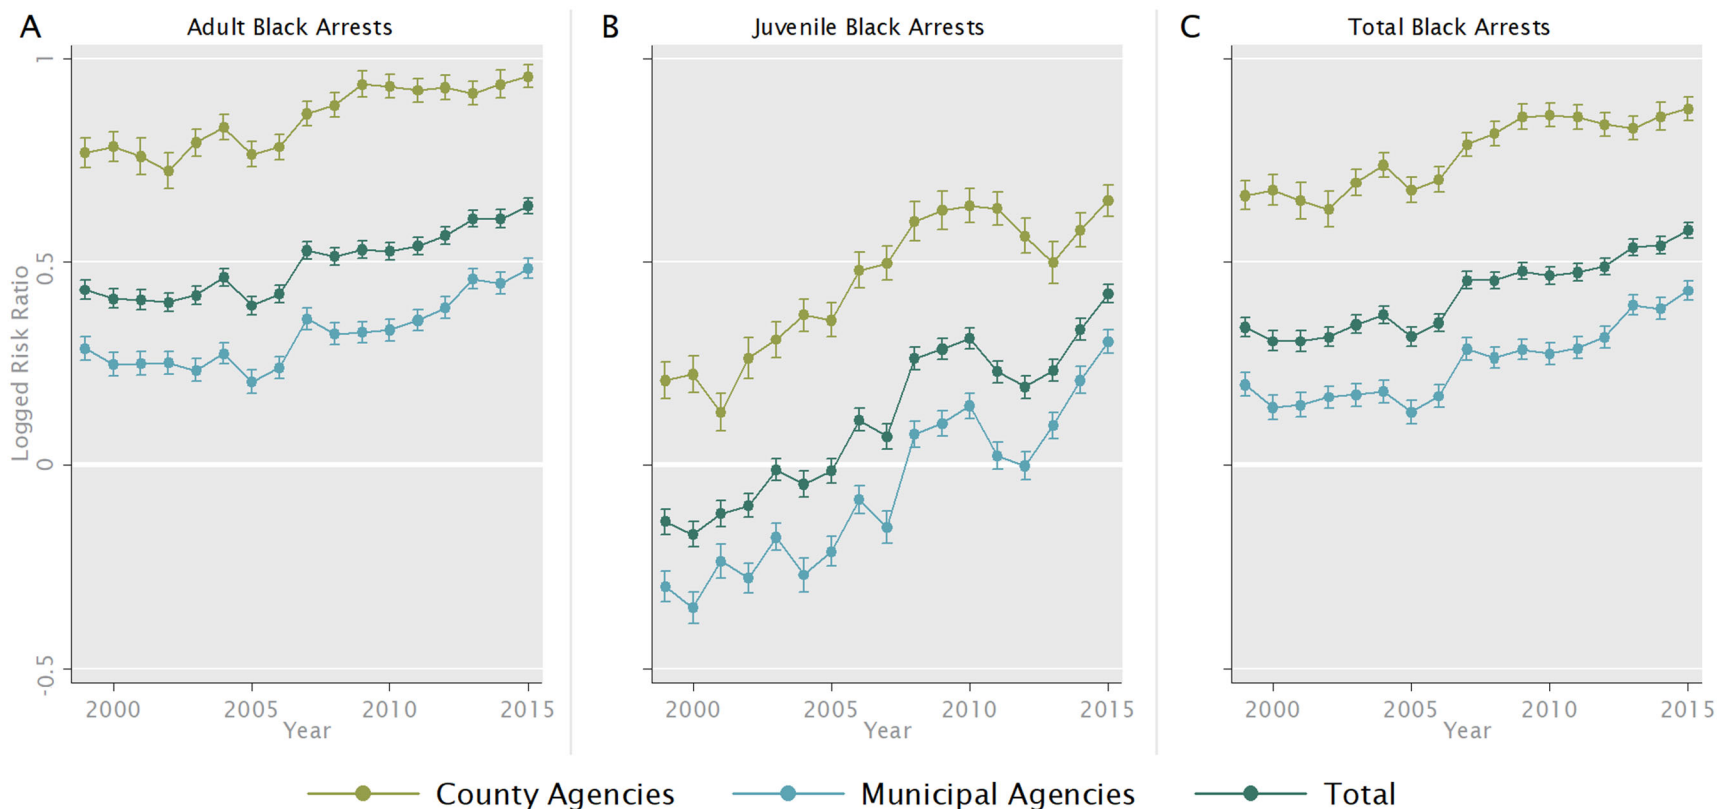 A Adult Black Arrests
B Juvenile Black Arrests
C Total Black Arrests
Logged Risk Ratio
1
0.5
0
-0.5
2000 2005 2010 2015
2000 2005 2010 2015
2000 2005 2010 2015
Year
Year
Year
County Agencies
Municipal Agencies
Total